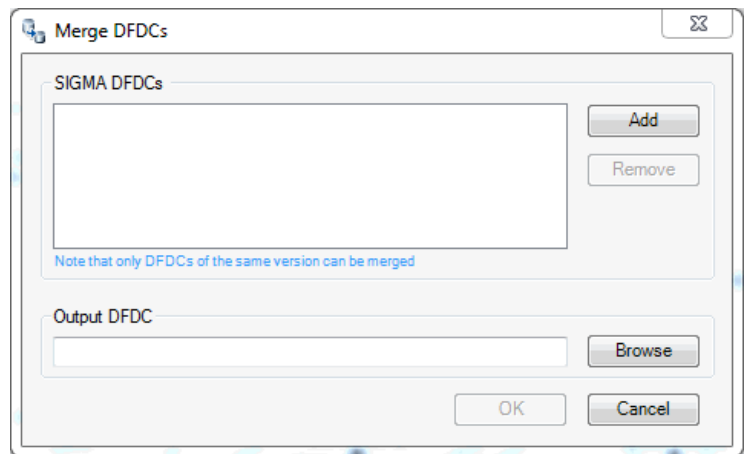 Merge DFDCs
SIGMA DFDCs
Add
Remove
Note that only DFDCs of the same version can be merged
Output DFDC
Browse
OK
Cancel